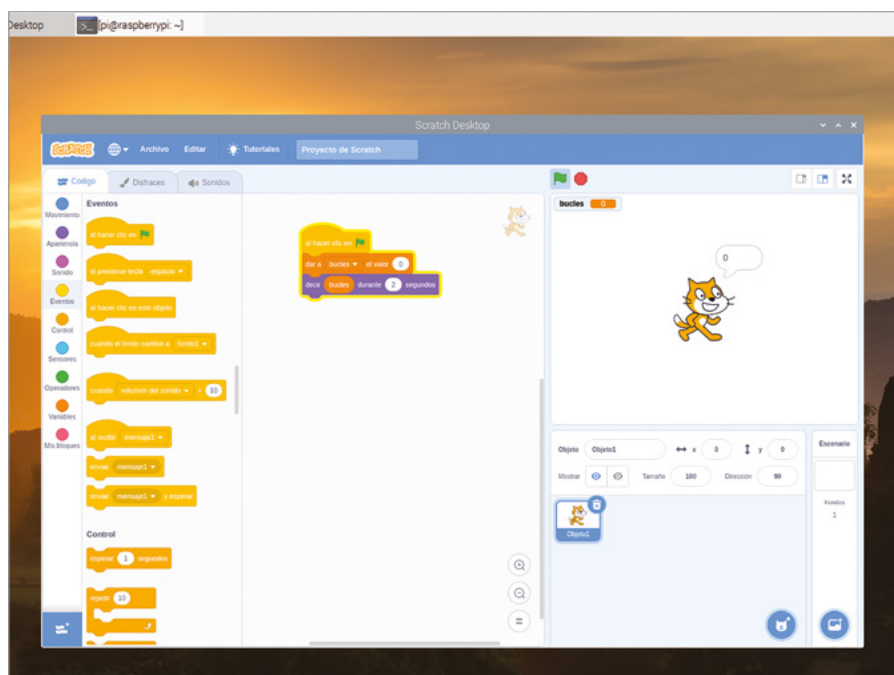 Desktop
[pi@raspberrypi: ~]
Scratch Desktop
SCRATCH
Archivo Editar Tutoriales Proyecto de Scratch
Código Disfraces Sonidos
Movimiento
Apariencia
Sonido
Eventos
Control
Sensores
Operadores
Variables
Mis bloques
Eventos
al hacer clic en
al presionar tecla espacio
al hacer clic en este objeto
cuando el fondo cambie a fondo1
cuando volumen del sonido > 10
al recibir mensaje1
enviar mensaje1
enviar mensaje1 y esperar
Control
esperar 1 segundos
repetir 10
al hacer clic en
dar a bucles el valor 0
decir bucles durante 2 segundos
bucles 0
0
Objeto Objeto1 x 0 y 0
Mostrar Tamaño 100 Dirección 90
Objeto1
Escenario
Fondos
1